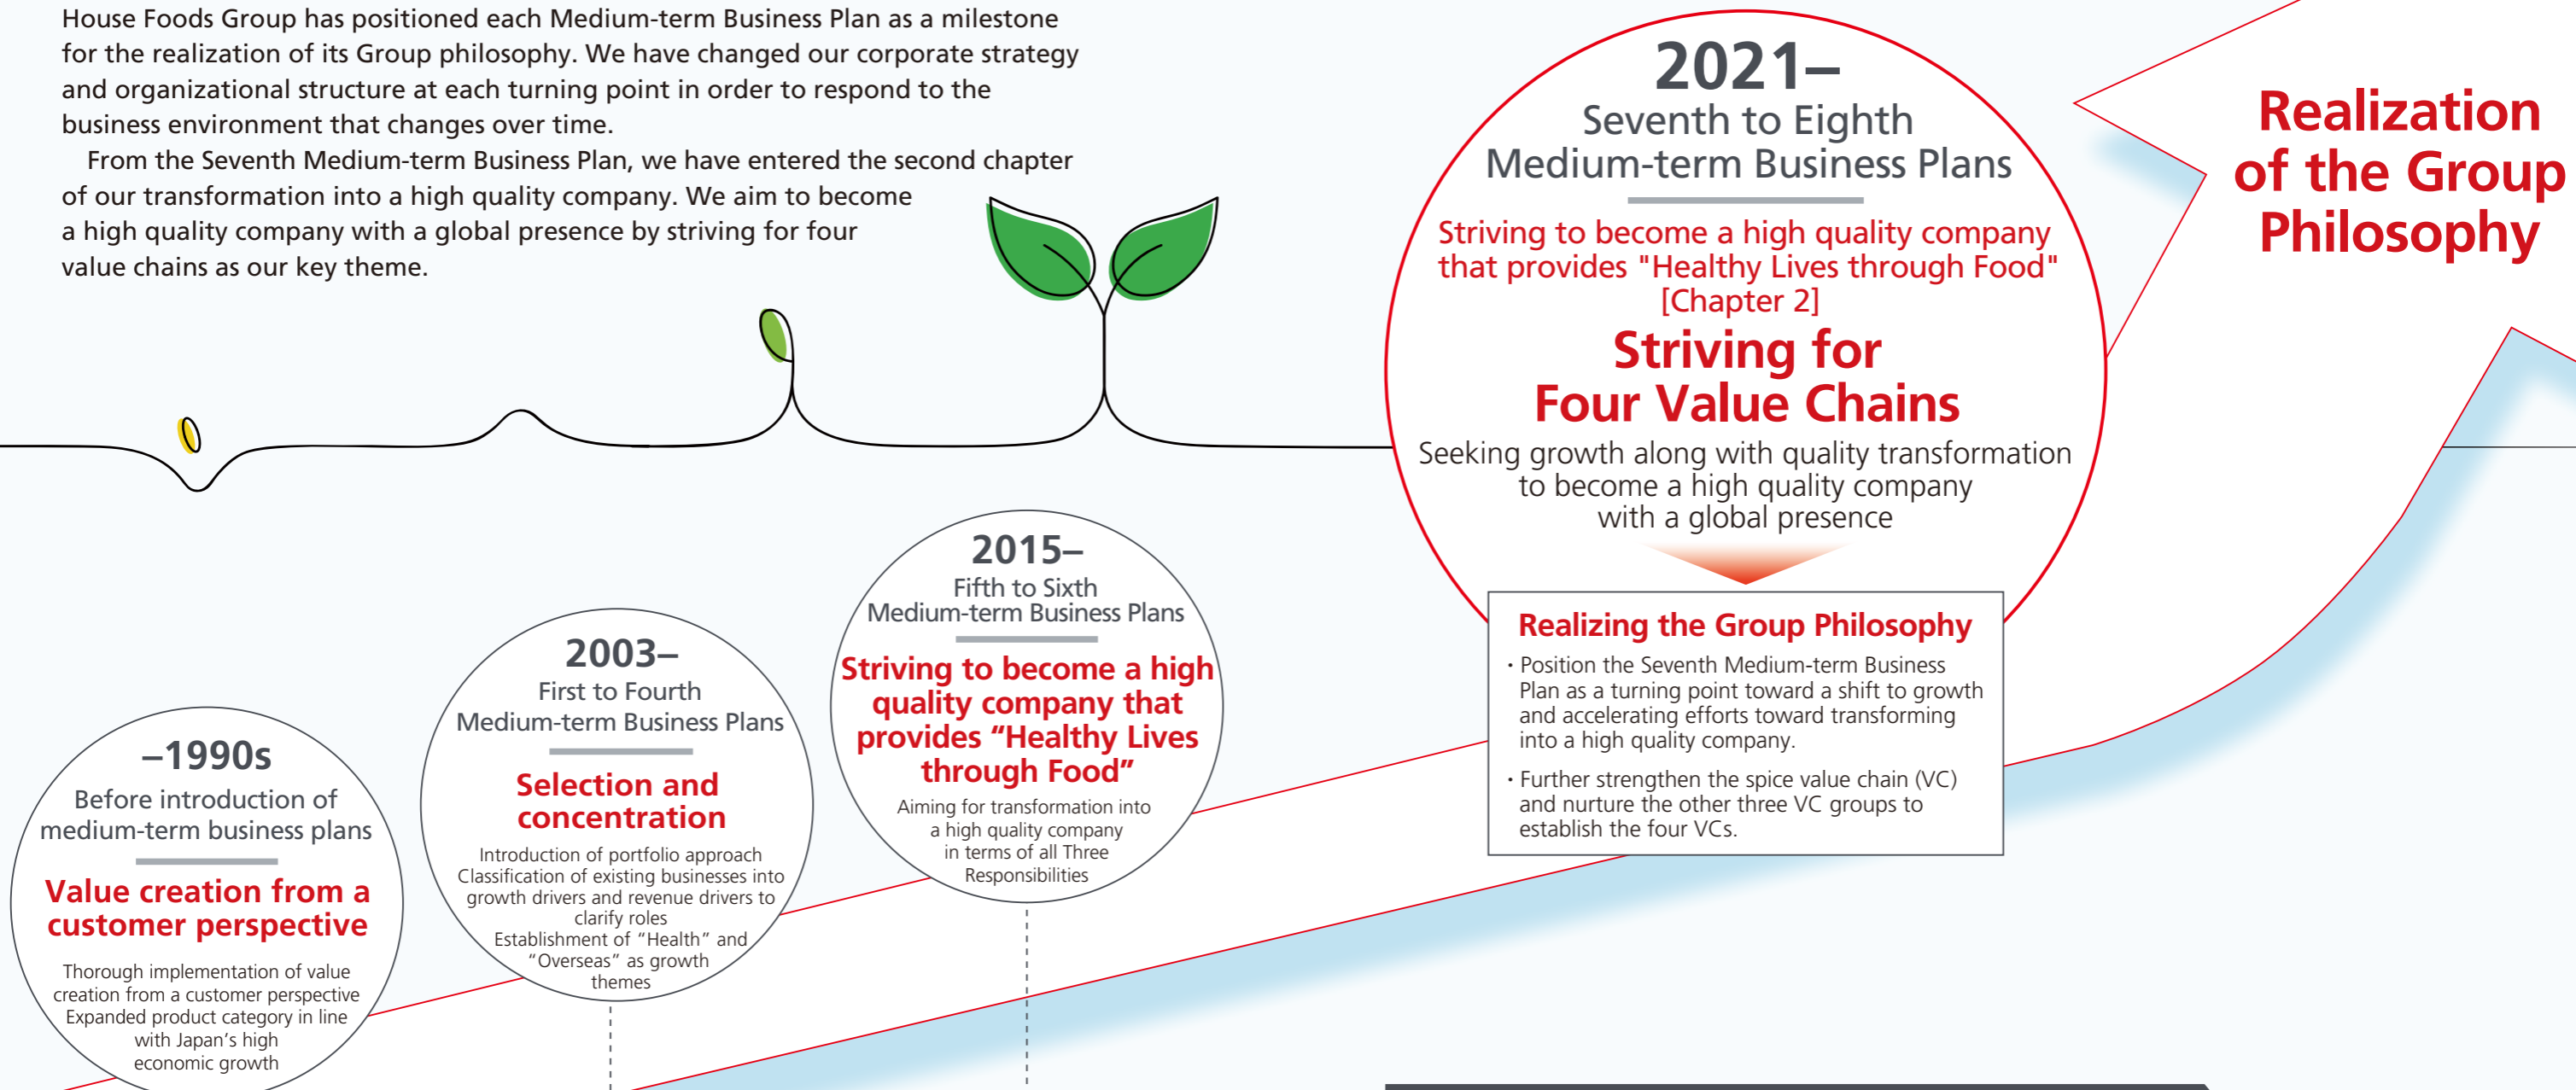 House Foods Group has positioned each Medium-term Business Plan as a milestone
for the realization of its Group philosophy. We have changed our corporate strategy
and organizational structure at each turning point in order to respond to the
business environment that changes over time.
From the Seventh Medium-term Business Plan, we have entered the second chapter
of our transformation into a high quality company. We aim to become
a high quality company with a global presence by striving for four
value chains as our key theme.
–1990s
Before introduction of
medium-term business plans
Value creation from a
customer perspective
Thorough implementation of value
creation from a customer perspective
Expanded product category in line
with Japan's high
economic growth
2003–
First to Fourth
Medium-term Business Plans
Selection and
concentration
Introduction of portfolio approach
Classification of existing businesses into
growth drivers and revenue drivers to
clarify roles
Establishment of “Health” and
“Overseas” as growth
themes
2015–
Fifth to Sixth
Medium-term Business Plans
Striving to become a high
quality company that
provides “Healthy Lives
through Food”
Aiming for transformation into
a high quality company
in terms of all Three
Responsibilities
2021–
Seventh to Eighth
Medium-term Business Plans
Striving to become a high quality company
that provides "Healthy Lives through Food"
[Chapter 2]
Striving for
Four Value Chains
Seeking growth along with quality transformation
to become a high quality company
with a global presence
Realizing the Group Philosophy
・Position the Seventh Medium-term Business
Plan as a turning point toward a shift to growth
and accelerating efforts toward transforming
into a high quality company.
・Further strengthen the spice value chain (VC)
and nurture the other three VC groups to
establish the four VCs.
Realization
of the Group
Philosophy